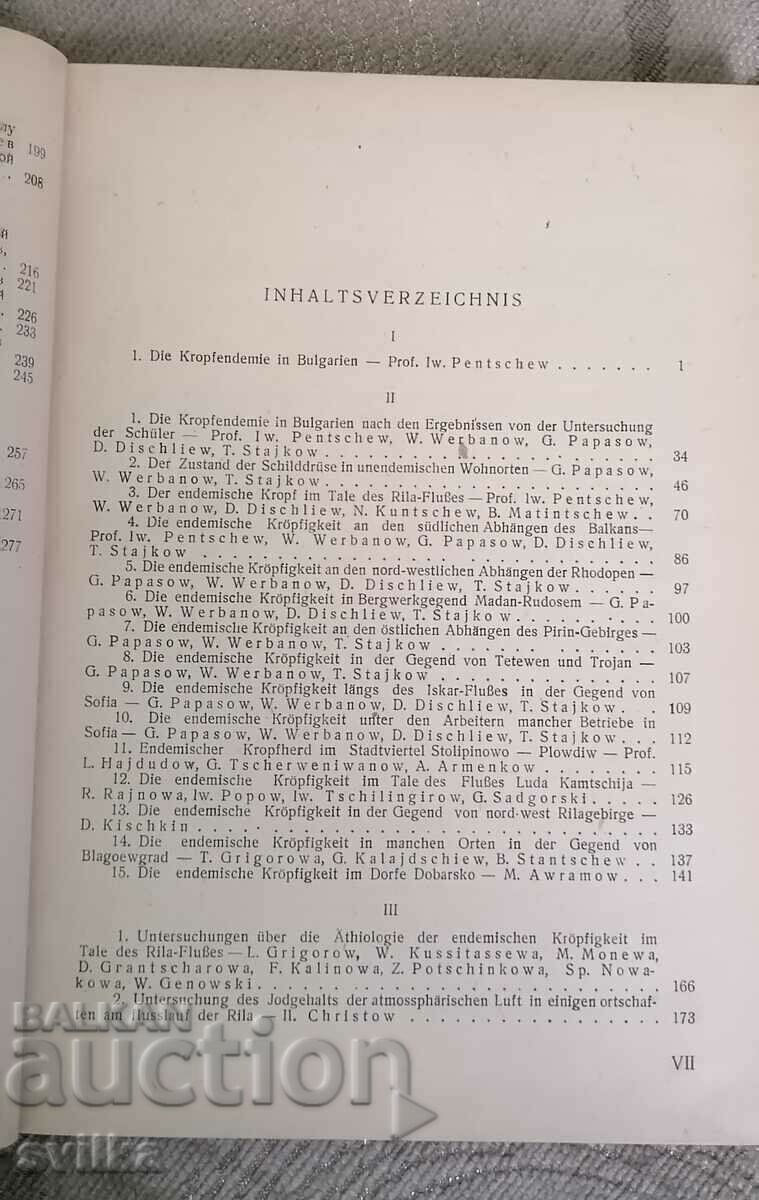 лу
ев 199
ой
. . 208
й
в,
. 216
в 221
й
. 226
. 233
в
239
245
257
265
271
277
INHALTSVERZEICHNIS
I
1. Die Kropfendemie in Bulgarien — Prof. Iw. Pentschew . . . . . . . 1
II
1. Die Kropfendemie in Bulgarien nach den Ergebnissen von der Untersuchung
der Schüler — Prof. Iw. Pentschew, W. Werbanow, G. Papasow,
D. Dischliew, T. Stajkow . . . . . . . . . . . . . . . . 34
2. Der Zustand der Schilddrüse in unendemischen Wohnorten — G. Papasow,
W. Werbanow, T. Stajkow . . . . . . . . . . . . . . . . 46
3. Der endemische Kropf im Tale des Rila-Flußes — Prof. Iw. Pentschew,
W. Werbanow, D. Dischliew, N. Kuntschew, B. Matintschew . . 70
4. Die endemische Kröpfigkeit an den südlichen Abhängen des Balkans—
Prof. Iw. Pentschew, W. Werbanow, G. Papasow, D. Dischliew,
T. Stajkow . . . . . . . . . . . . . . . . . . . . . . 86
5. Die endemische Kröpfigkeit an den nord-westlichen Abhängen der Rhodopen —
G. Papasow, W. Werbanow, D. Dischliew, T. Stajkow . . . . . . 97
6. Die endemische Kröpfigkeit in Bergwerkgegend Madan-Rudosem — G. Pa-
pasow, W. Werbanow, D. Dischliew, T. Stajkow . . . . . . . . . . 100
7. Die endemische Kröpfigkeit an den östlichen Abhängen des Pirin-Gebirges —
G. Papasow, W. Werbanow, T. Stajkow . . . . . . . . . . . . 103
8. Die endemische Kröpfigkeit in der Gegend von Tetewen und Trojan —
G. Papasow, W. Werbanow, T. Stajkow . . . . . . . . . . . . 107
9. Die endemische Kröpfigkeit längs des Iskar-Flußes in der Gegend von
Sofia — G. Papasow, W. Werbanow, D. Dischliew, T. Stajkow . . 109
10. Die endemische Kröpfigkeit unter den Arbeitern mancher Betriebe in
Sofia — G. Papasow, W. Werbanow, D. Dischliew, T. Stajkow . . . 112
11. Endemischer Kropfherd im Stadtviertel Stolipinowo — Plowdiw — Prof.
L. Hajdudow, G. Tscherweniwanow, A. Armenkow . . . . . . . . 115
12. Die endemische Kröpfigkeit im Tale des Flußes Luda Kamtschija —
R. Rajnowa, Iw. Popow, Iw. Tschilingirow, G. Sadgorski . . . . . 126
13. Die endemische Kröpfigkeit in der Gegend von nord-west Rilagebirge —
D. Kischkin . . . . . . . . . . . . . . . . . . . . . . 133
14. Die endemische Kröpfigkeit in manchen Orten in der Gegend von
Blagoewgrad — T. Grigorowa, G. Kalajdschiew, B. Stantschew . . 137
15. Die endemische Kröpfigkeit im Dorfe Dobarsko — M. Awramow . . . 141
III
1. Untersuchungen über die Äthiologie der endemischen Kröpfigkeit im
Tale des Rila-Flußes — L. Grigorow, W. Kussitassewa, M. Monewa,
D. Grantscharowa, F. Kalinowa, Z. Potschinkowa, Sp. Nowa-
kowa, W. Genowski . . . . . . . . . . . . . . . . . . . 166
2. Untersuchung des Jodgehalts der atmossphärischen Luft in einigen ortschaf-
ten am flusslauf der Rila — Il. Christow . . . . . . . . . . . . 173
VII
BALKAN
auction
svilka